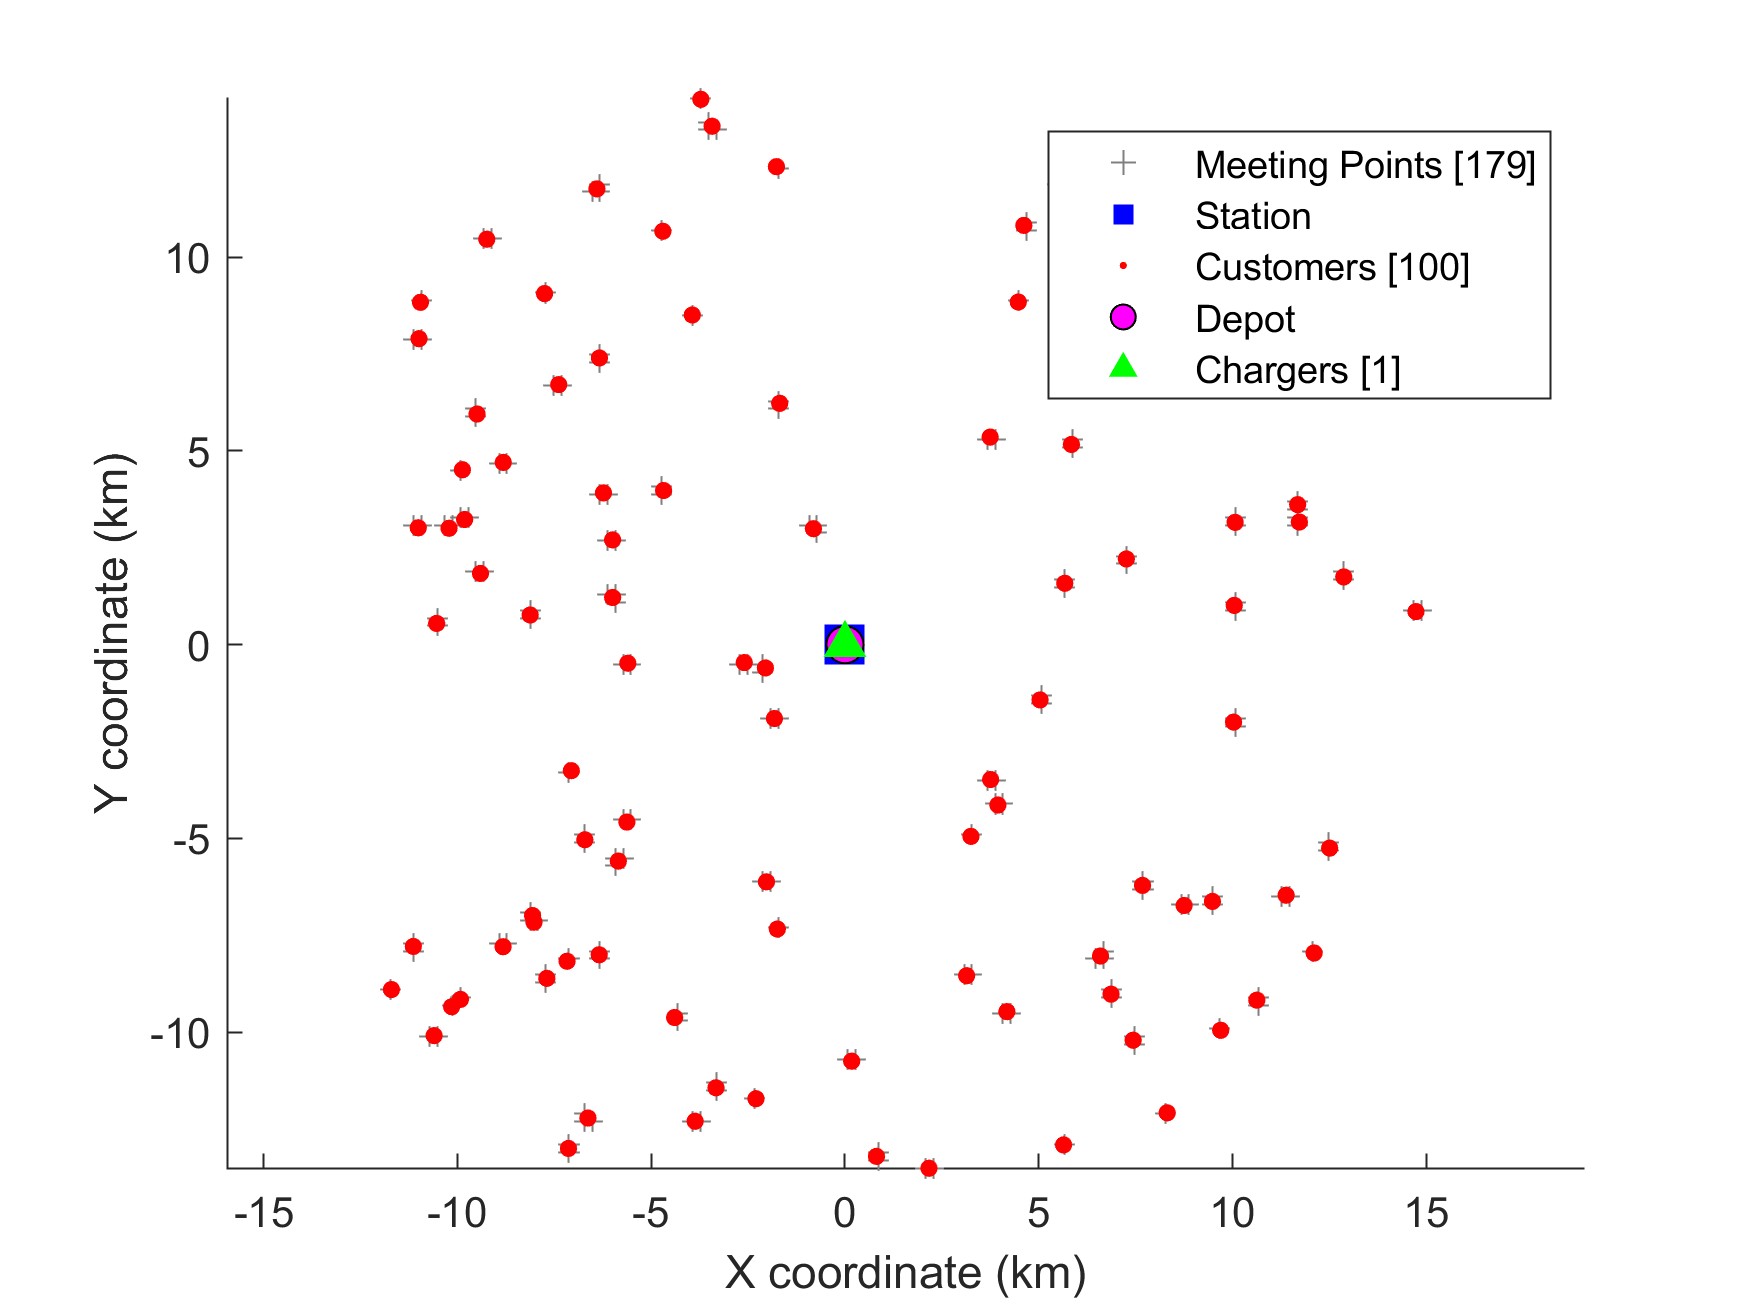 Meeting Points [179]
Station
Customers [100]
Depot
Chargers [1]
10
5
0
-5
-10
Y coordinate (km)
-15 -10 -5 0 5 10 15
X coordinate (km)